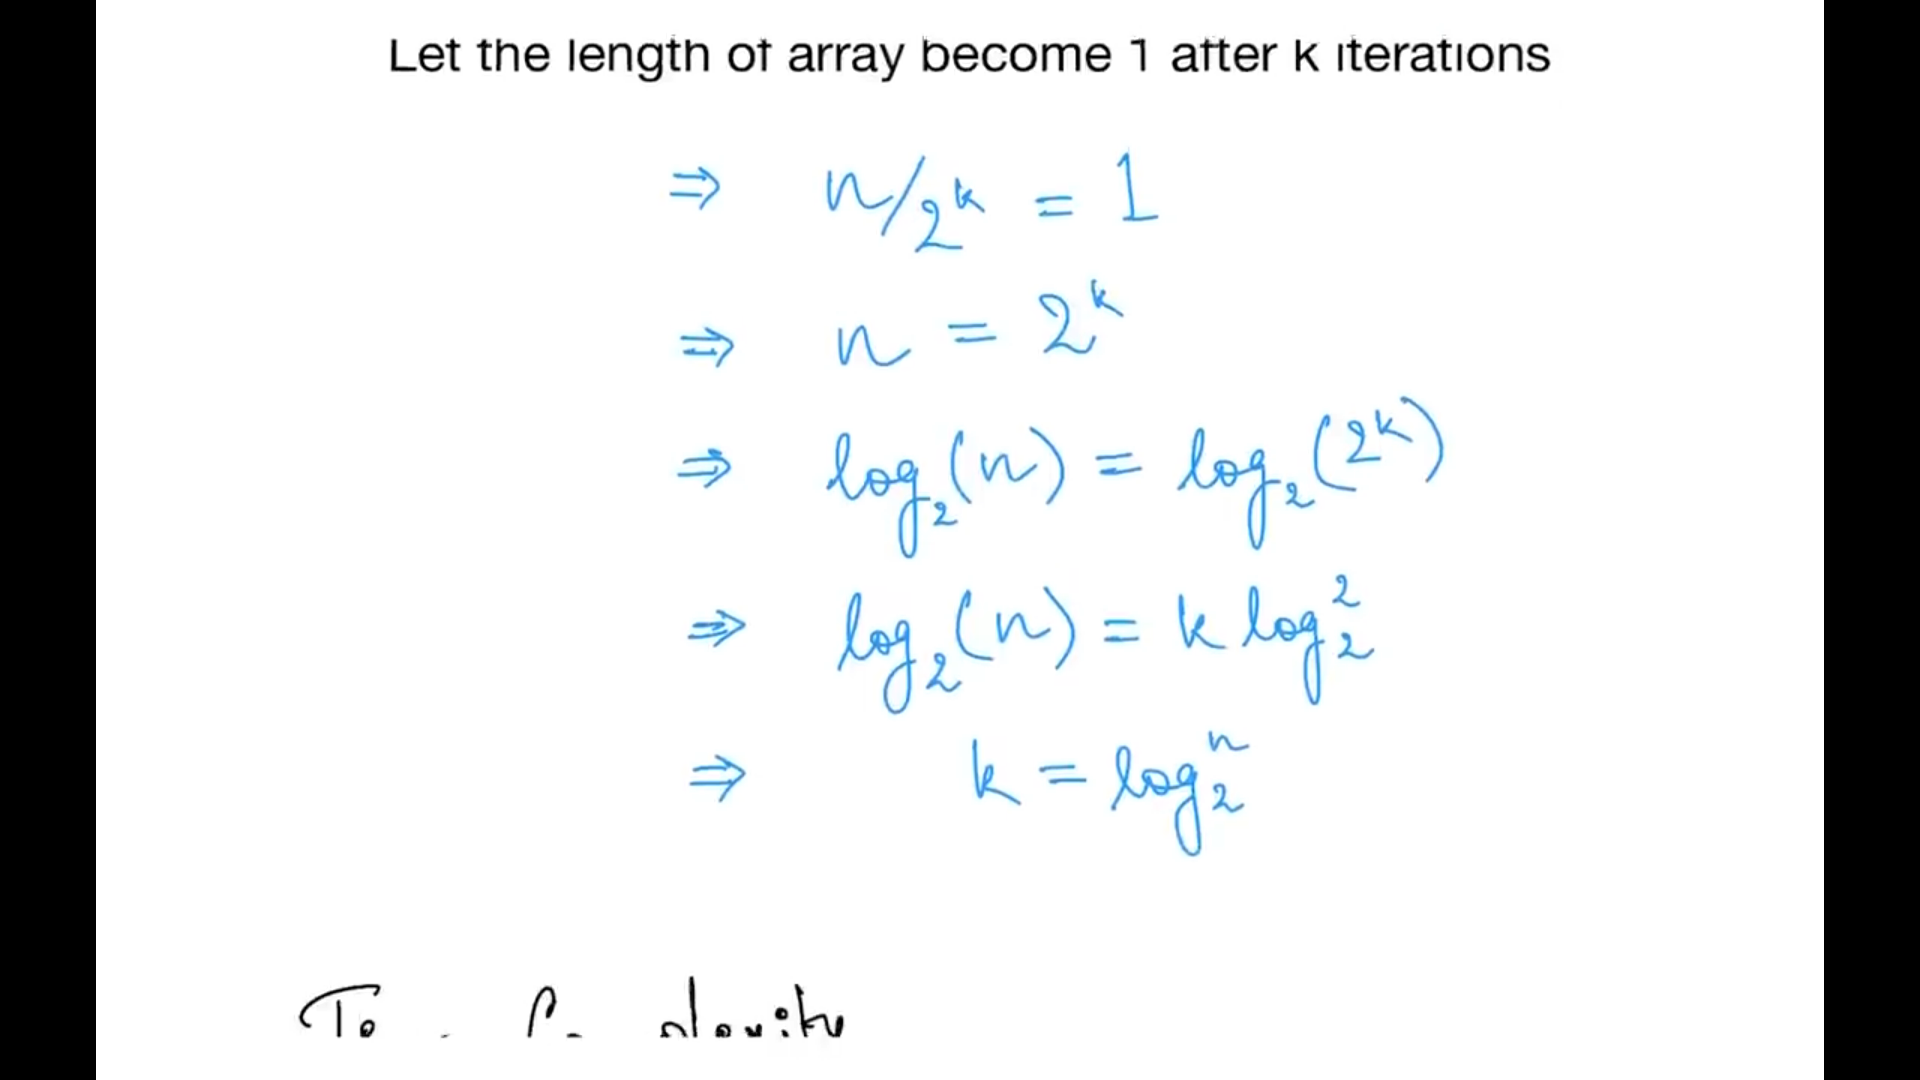 Let the length of array become 1 after k iterations
⇒ n/2^k = 1
⇒ n = 2^k
⇒ log₂(n) = log₂(2^k)
⇒ log₂(n) = k log₂²
⇒ k = log₂ⁿ